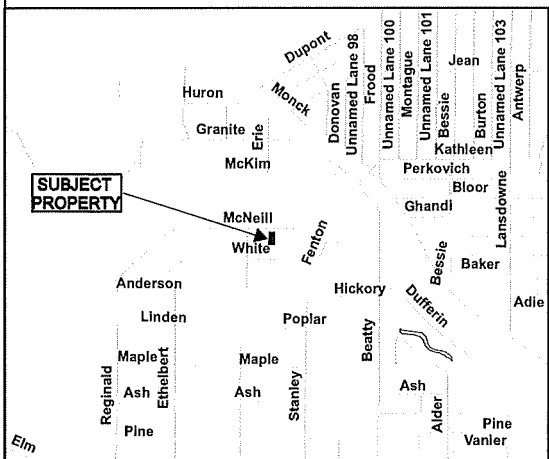 Dupont
Donovan
Unnamed Lane 98
Frood
Unnamed Lane 100
Montague
Unnamed Lane 101
Bessie
Jean
Burton
Unnamed Lane 103
Antwerp
Huron
Monck
Granite
Erie
McKim
Kathleen
Perkovich
Bloor
SUBJECT
PROPERTY
McNeill
White
Fenton
Ghandi
Lansdowne
Bessie
Baker
Anderson
Hickory
Dufferin
Adie
Linden
Poplar
Beatty
Maple
Ethelbert
Maple
Reginald
Ash
Ash
Stanley
Ash
Alder
Pine
Pine
Vanier
Elm